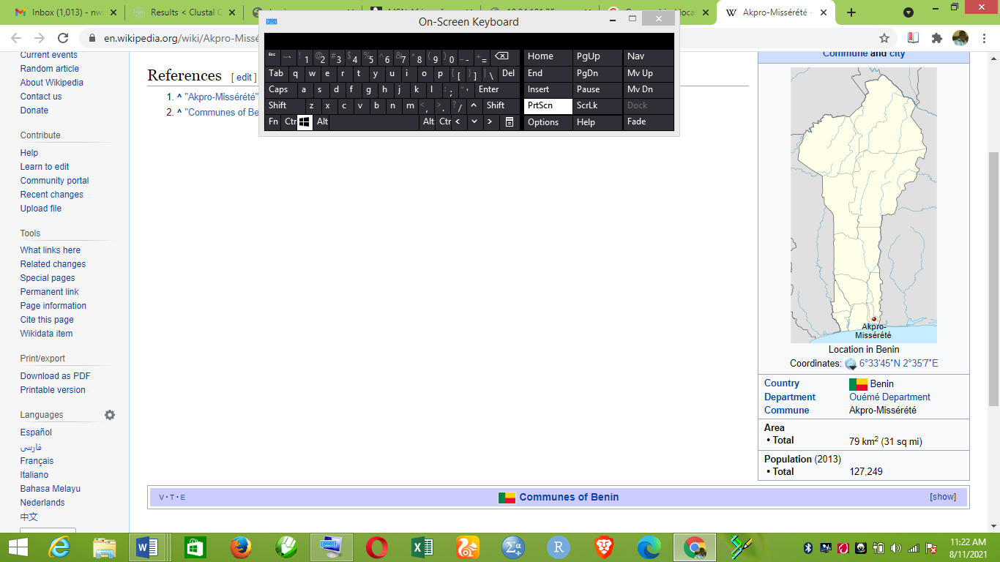 Inbox (1,013) - nw
Results < Clustal O
Akpro-Missérété -
en.wikipedia.org/wiki/Akpro-Missé
On-Screen Keyboard
Esc ~ ` ! 1 @ 2 # 3 $ 4 % 5 ^ 6 & 7 * 8 ( 9 ) 0 _ - + = Home PgUp Nav
Tab q w e r t y u i o p { [ } ] | \ Del End PgDn Mv Up
Caps a s d f g h j k l : ; " ' Enter Insert Pause Mv Dn
Shift z x c v b n m < , > . ? / ^ Shift PrtScn ScrLk Dock
Fn Ctr Alt Alt Ctr < > Options Help Fade
Current events
Random article
About Wikipedia
Contact us
Donate
Contribute
Help
Learn to edit
Community portal
Recent changes
Upload file
Tools
What links here
Related changes
Special pages
Permanent link
Page information
Cite this page
Wikidata item
Print/export
Download as PDF
Printable version
Languages
Español
فارسی
Français
Italiano
Bahasa Melayu
Nederlands
中文
References [ edit ]
1. ^ "Akpro-Missérété"
2. ^ "Communes of Be
Commune and city
Akpro-
Missérété
Location in Benin
Coordinates: 6°33′45″N 2°35′7″E
Country Benin
Department Ouémé Department
Commune Akpro-Missérété
Area
• Total 79 km² (31 sq mi)
Population (2013)
• Total 127,249
V · T · E Communes of Benin [show]
11:22 AM
8/11/2021